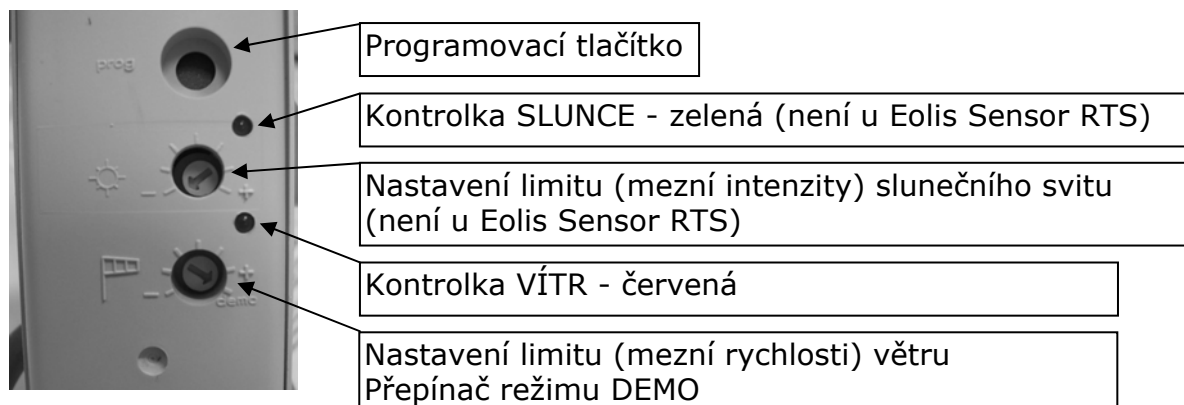 prog
Programovací tlačítko
Kontrolka SLUNCE - zelená (není u Eolis Sensor RTS)
Nastavení limitu (mezní intenzity) slunečního svitu
(není u Eolis Sensor RTS)
- +
Kontrolka VÍTR - červená
- +
demo
Nastavení limitu (mezní rychlosti) větru
Přepínač režimu DEMO